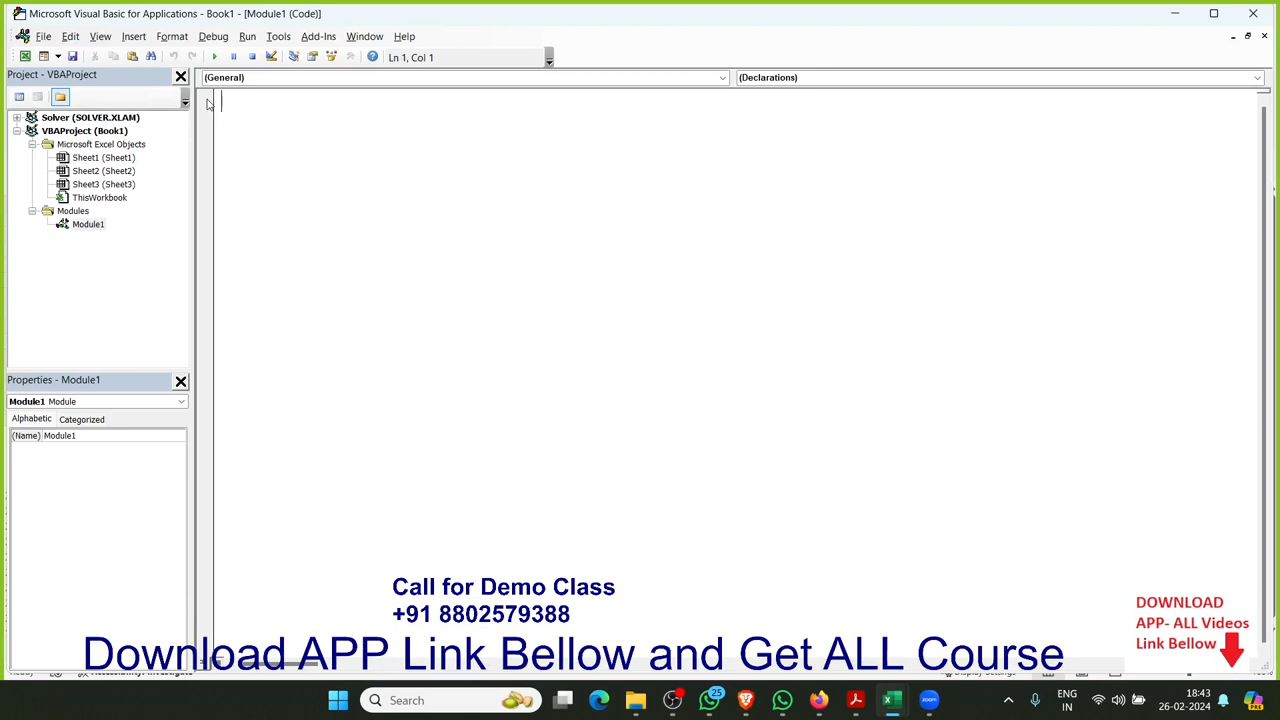 Microsoft Visual Basic for Applications - Book1 - [Module1 (Code)]
File Edit View Insert Format Debug Run Tools Add-Ins Window Help
Ln 1, Col 1
Project - VBAProject
(General)
(Declarations)
Solver (SOLVER.XLAM)
VBAProject (Book1)
Microsoft Excel Objects
Sheet1 (Sheet1)
Sheet2 (Sheet2)
Sheet3 (Sheet3)
ThisWorkbook
Modules
Module1
Properties - Module1
Module1 Module
Alphabetic Categorized
(Name) Module1
Call for Demo Class
+91 8802579388
DOWNLOAD
APP- ALL Videos
Link Bellow
Download APP Link Bellow and Get ALL Course
Search
25
ENG
IN
18:43
26-02-2024